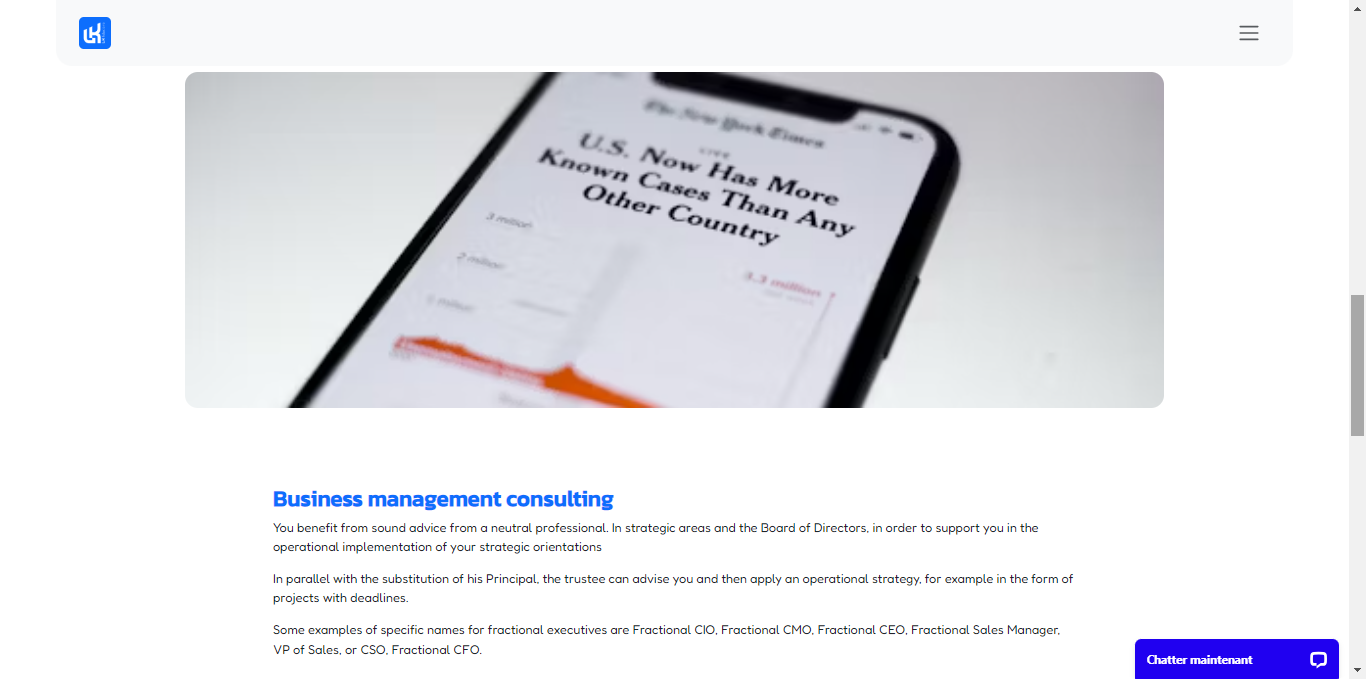 The New York Times
LIVE
U.S. Now Has More
Known Cases Than Any
Other Country
3 million
2 million
1 million
3.3 million
Business management consulting
You benefit from sound advice from a neutral professional. In strategic areas and the Board of Directors, in order to support you in the
operational implementation of your strategic orientations
In parallel with the substitution of his Principal, the trustee can advise you and then apply an operational strategy, for example in the form of
projects with deadlines.
Some examples of specific names for fractional executives are Fractional CIO, Fractional CMO, Fractional CEO, Fractional Sales Manager,
VP of Sales, or CSO, Fractional CFO.
Chatter maintenant